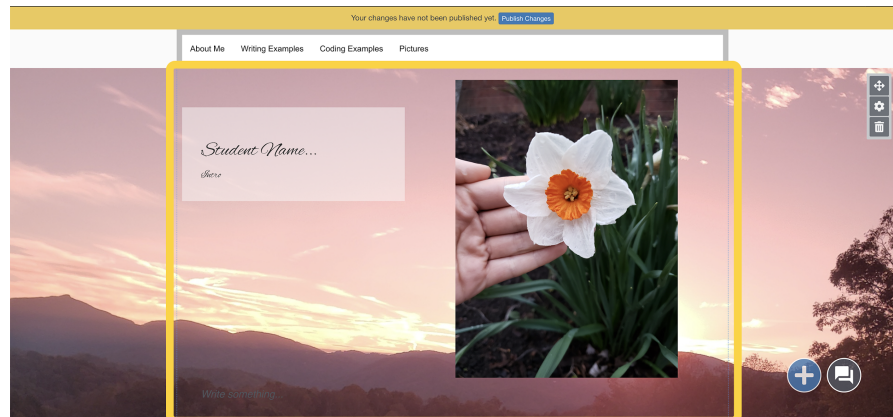 Your changes have not been published yet. Publish Changes
About Me Writing Examples Coding Examples Pictures
Student Name...
Intro
Write something...